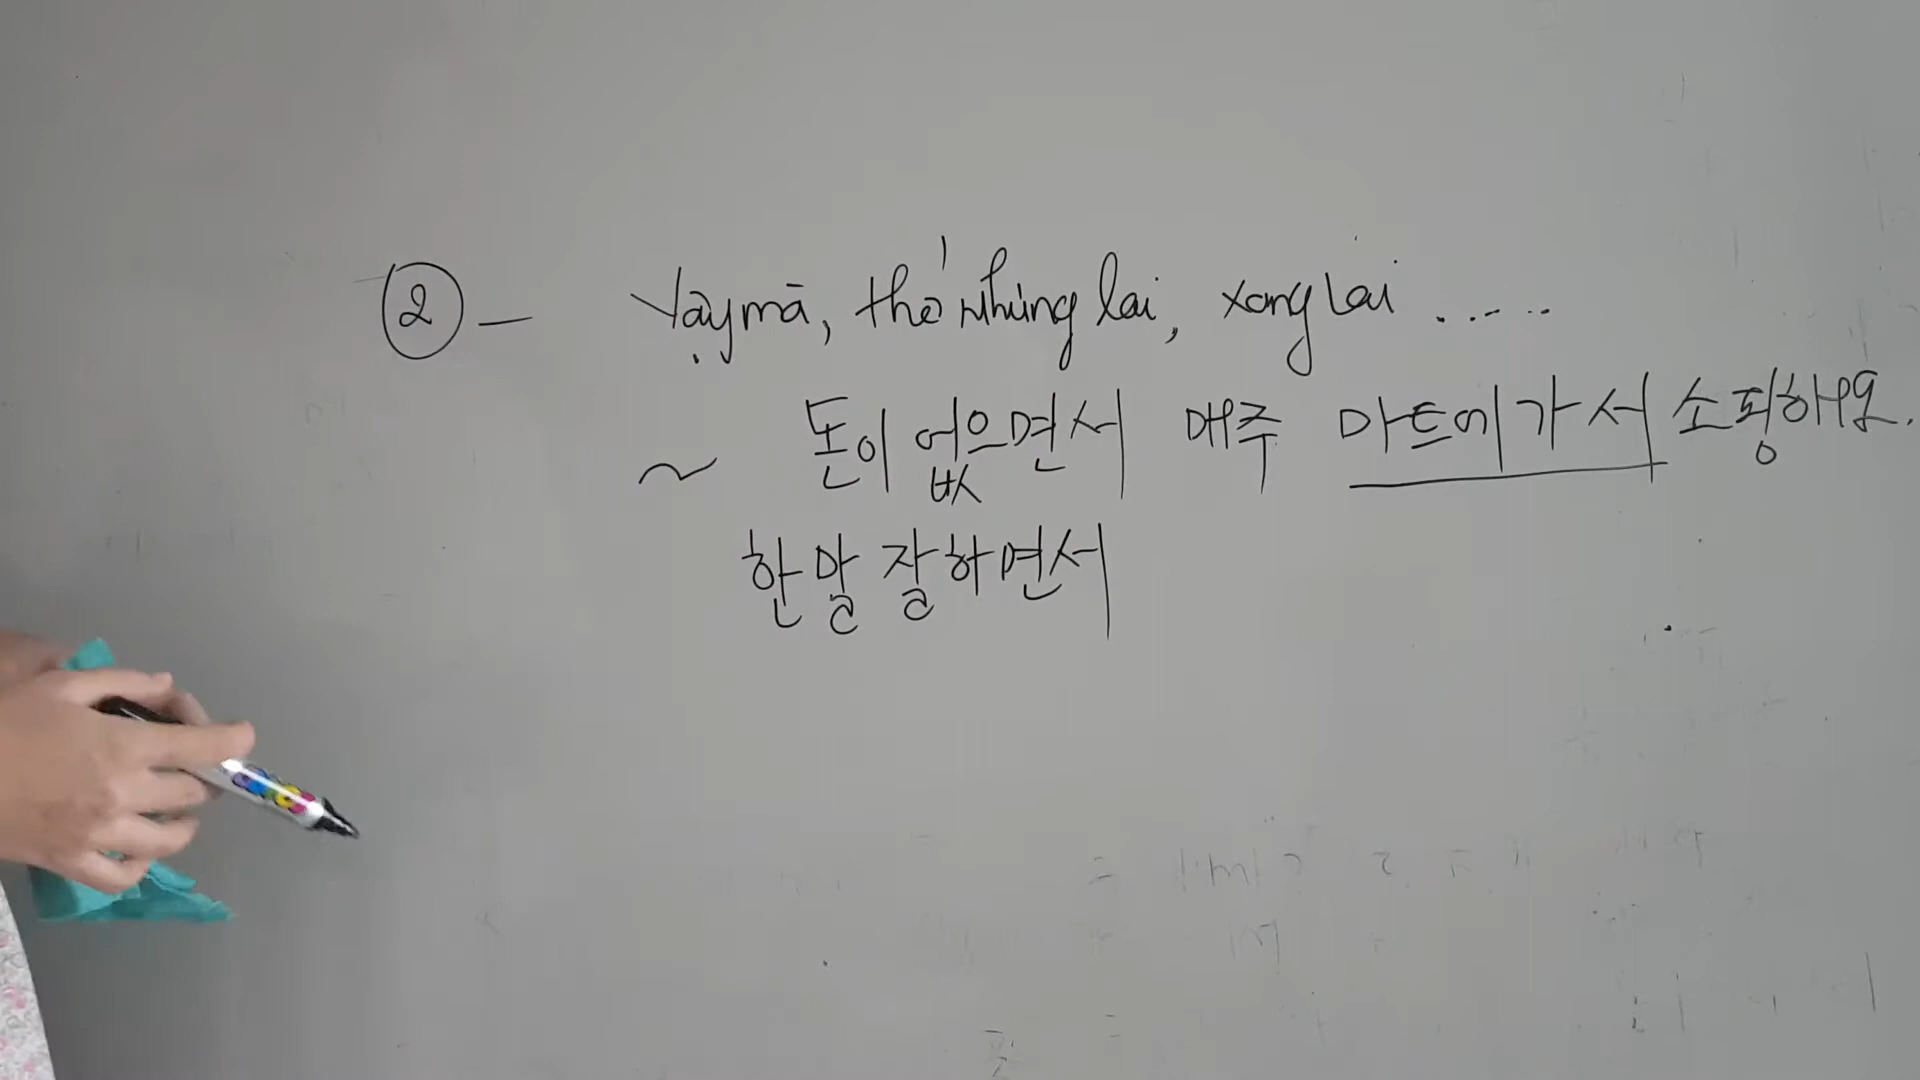 ② - Vậy mà, thế nhưng lại, xong lại .....
~ 돈이 없으면서 매주 마트에 가서 쇼핑해요.
한말 잘하면서